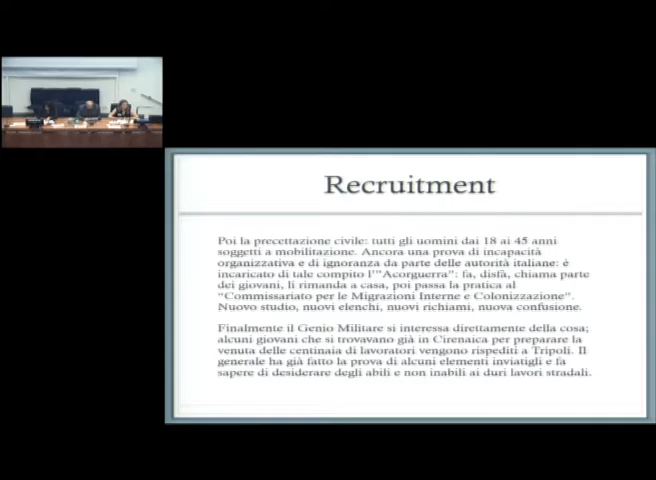 Recruitment
Poi la precettazione civile: tutti gli uomini dai 18 ai 45 anni
soggetti a mobilitazione. Ancora una prova di incapacità
organizzativa e di ignoranza da parte delle autorità italiane: è
incaricato di tale compito l'"Acorguerra": fa, disfà, chiama parte
dei giovani, li rimanda a casa, poi passa la pratica al
"Commissariato per le Migrazioni Interne e Colonizzazione".
Nuovo studio, nuovi elenchi, nuovi richiami, nuova confusione.
Finalmente il Genio Militare si interessa direttamente della cosa;
alcuni giovani che si trovavano già in Cirenaica per preparare la
venuta delle centinaia di lavoratori vengono rispediti a Tripoli. Il
generale ha già fatto la prova di alcuni elementi inviatigli e fa
sapere di desiderare degli abili e non inabili ai duri lavori stradali.